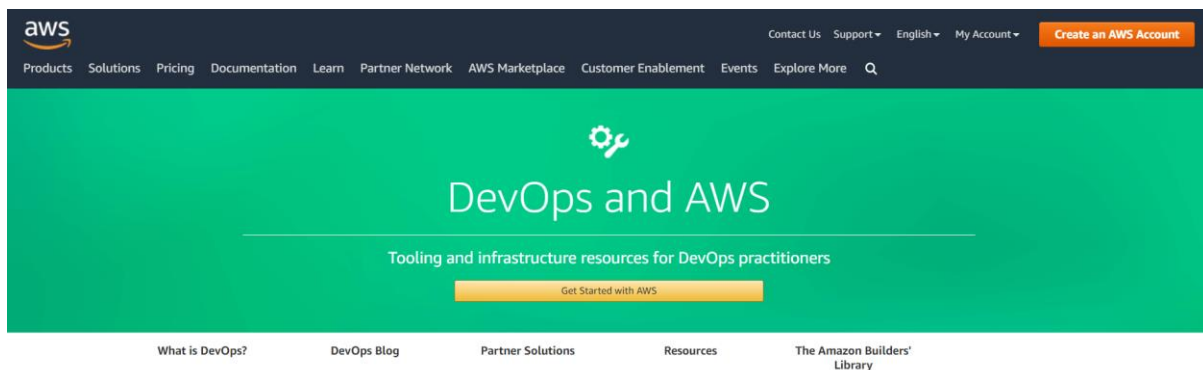 aws
Contact Us Support English My Account Create an AWS Account
Products Solutions Pricing Documentation Learn Partner Network AWS Marketplace Customer Enablement Events Explore More
DevOps and AWS
Tooling and infrastructure resources for DevOps practitioners
Get Started with AWS
What is DevOps? DevOps Blog Partner Solutions Resources The Amazon Builders'
Library